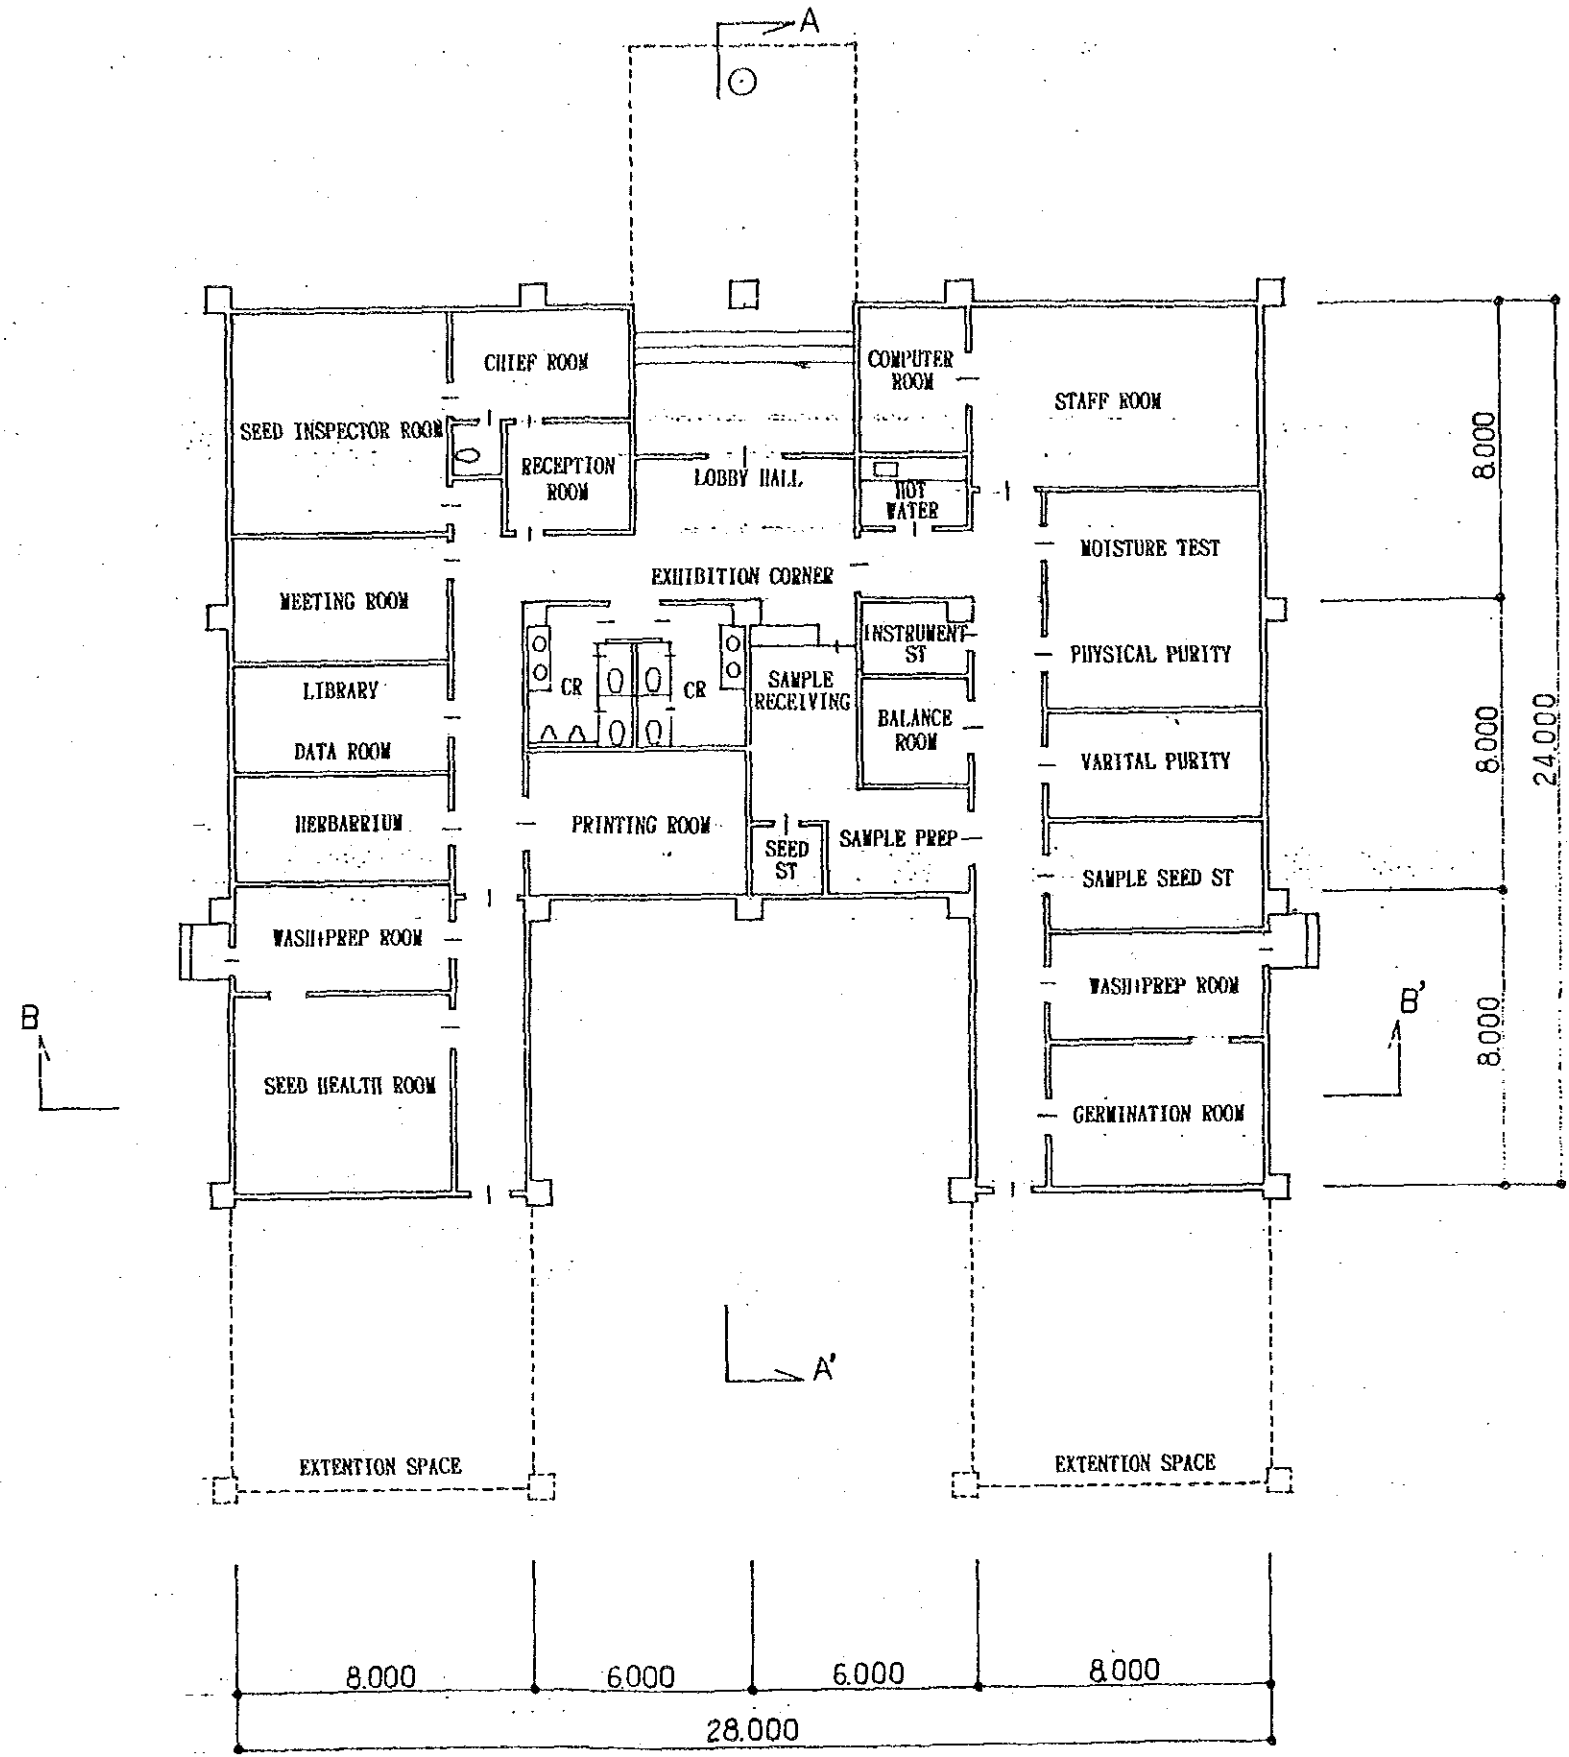 A
CHIEF ROOM
COMPUTER
ROOM
STAFF ROOM
SEED INSPECTOR ROOM
RECEPTION
ROOM
LOBBY HALL
HOT
WATER
8.000
MOISTURE TEST
EXHIBITION CORNER
MEETING ROOM
INSTRUMENT
ST
PHYSICAL PURITY
LIBRARY
CR
CR
SAMPLE
RECEIVING
BALANCE
ROOM
DATA ROOM
VARITAL PURITY
8.000
24.000
HERBARRIUM
PRINTING ROOM
SEED
ST
SAMPLE PREP
SAMPLE SEED ST
WASH+PREP ROOM
WASH+PREP ROOM
B
B'
8.000
SEED HEALTH ROOM
GERMINATION ROOM
A'
EXTENTION SPACE
EXTENTION SPACE
8.000
6.000
6.000
8.000
28.000